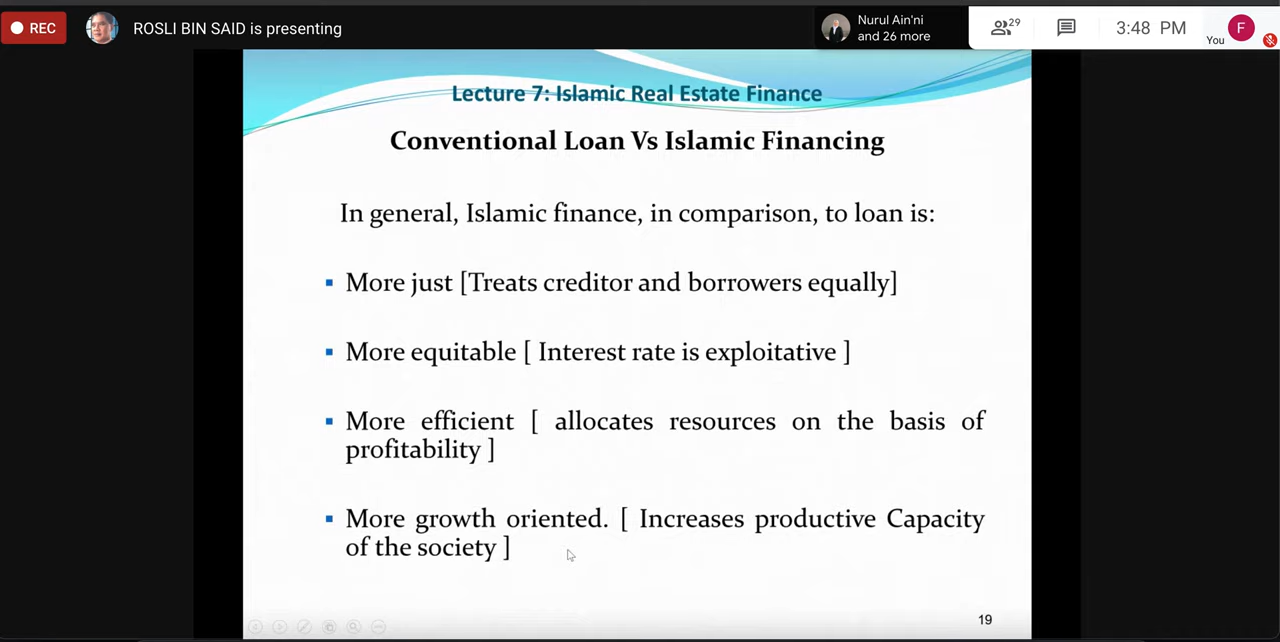 REC
ROSLI BIN SAID is presenting
Nurul Ain'ni
and 26 more
29
3:48 PM
You
F
Lecture 7: Islamic Real Estate Finance
Conventional Loan Vs Islamic Financing
In general, Islamic finance, in comparison, to loan is:
▪ More just [Treats creditor and borrowers equally]
▪ More equitable [ Interest rate is exploitative ]
▪ More efficient [ allocates resources on the basis of
profitability ]
▪ More growth oriented. [ Increases productive Capacity
of the society ]
19